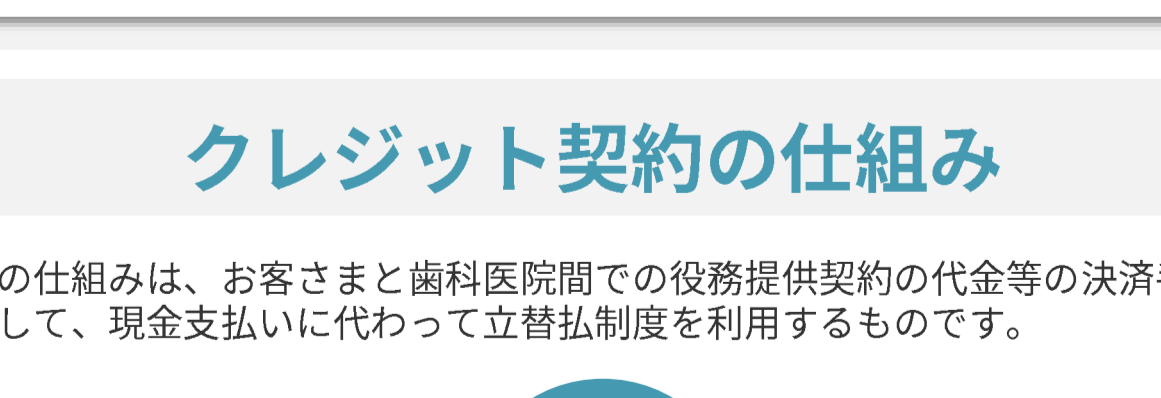 クレジット契約の仕組み
の仕組みは、お客さまと歯科医院間での役務提供契約の代金等の決済
して、現金支払いに代わって立替払制度を利用するものです。